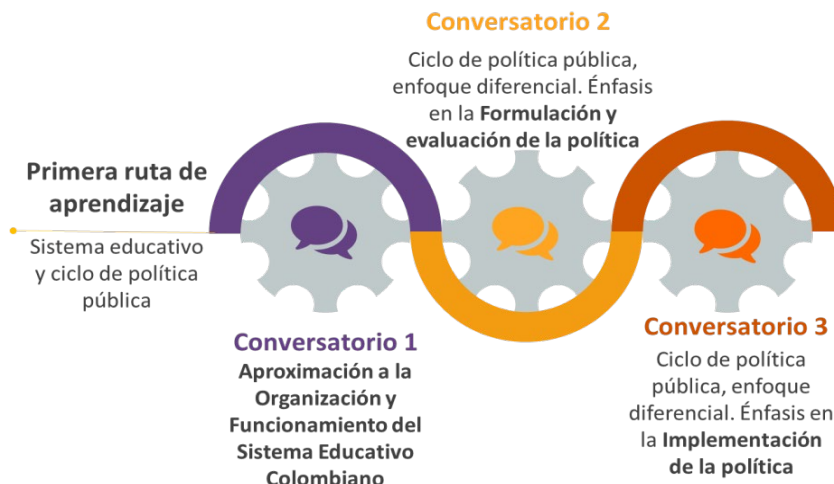 Primera ruta de
aprendizaje
Sistema educativo
y ciclo de política
pública
Conversatorio 1
Aproximación a la
Organización y
Funcionamiento del
Sistema Educativo
Colombiano
Conversatorio 2
Ciclo de política pública,
enfoque diferencial. Énfasis
en la Formulación y
evaluación de la política
Conversatorio 3
Ciclo de política
pública, enfoque
diferencial. Énfasis en
la Implementación
de la política